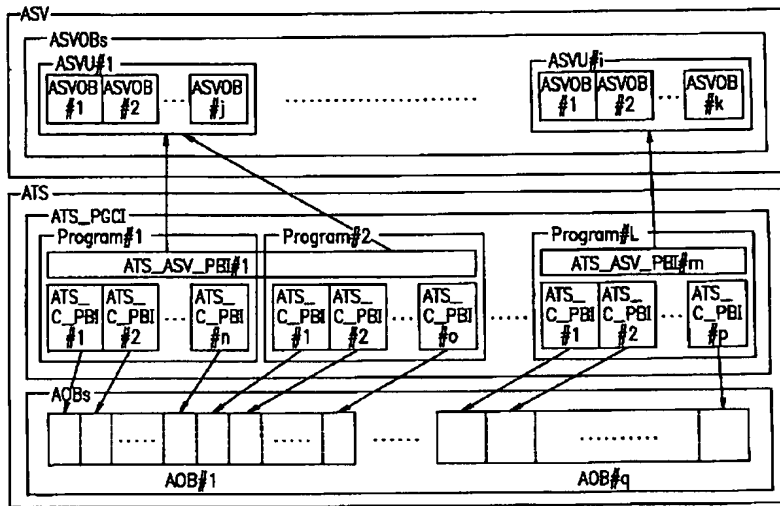 ASV
ASVOBs
ASVU#1
ASVU#i
ASVOB #1
ASVOB #2
.....
ASVOB #j
ASVOB #1
ASVOB #2
...
ASVOB #k
ATS
ATS_PGCI
Program#1
Program#2
Program#L
ATS_ASV_PBI#1
ATS_ASV_PBI#m
ATS_ C_PBI #1
ATS_ C_PBI #2
ATS_ C_PBI #n
ATS_ C_PBI #1
ATS_ C_PBI #2
ATS_ C_PBI #o
ATS_ C_PBI #1
ATS_ C_PBI #2
ATS_ C_PBI #p
AOBs
AOB#1
AOB#q